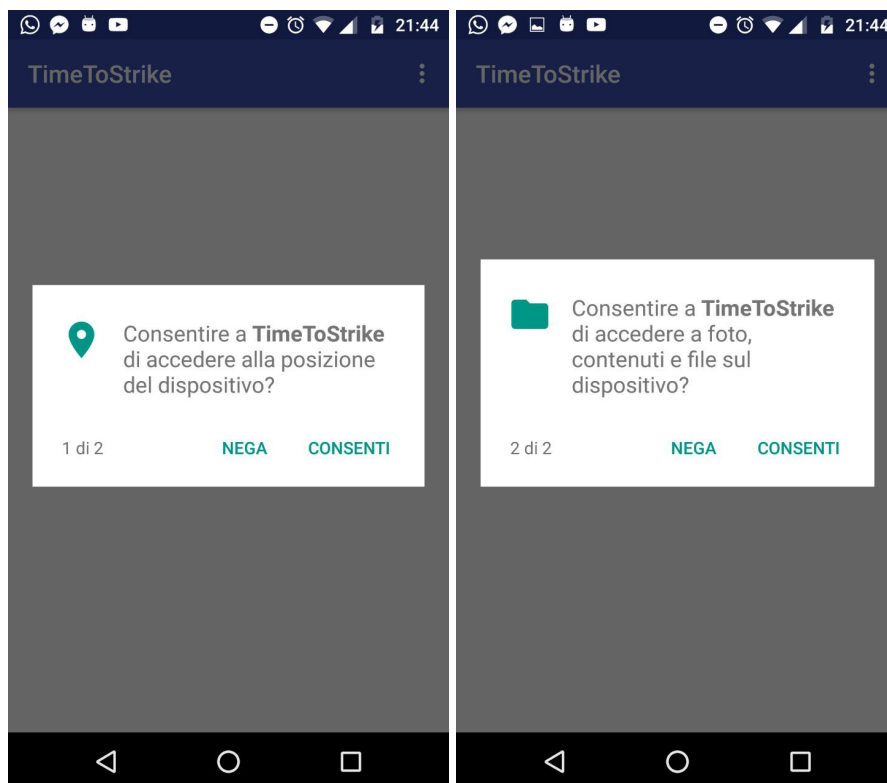 21:44
TimeToStrike
Consentire a TimeToStrike
di accedere alla posizione
del dispositivo?
1 di 2
NEGA
CONSENTI
21:44
TimeToStrike
Consentire a TimeToStrike
di accedere a foto,
contenuti e file sul
dispositivo?
2 di 2
NEGA
CONSENTI